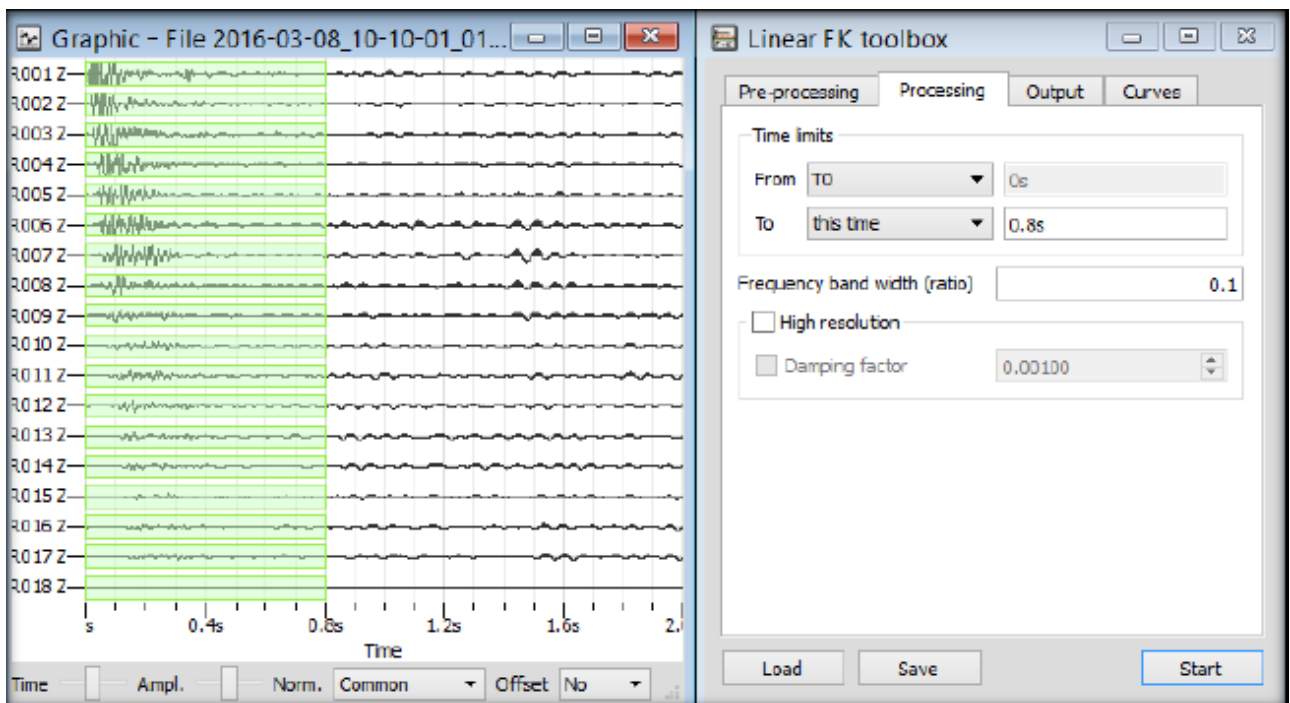 Graphic - File 2016-03-08_10-10-01_01...
R001 Z
R002 Z
R003 Z
R004 Z
R005 Z
R006 Z
R007 Z
R008 Z
R009 Z
R010 Z
R011 Z
R012 Z
R013 Z
R014 Z
R015 Z
R016 Z
R017 Z
R018 Z
s 0.4s 0.8s 1.2s 1.6s 2.
Time
Time Ampl. Norm. Common Offset No
Linear FK toolbox
Pre-processing Processing Output Curves
Time limits
From T0 0s
To this time 0.8s
Frequency band width (ratio) 0.1
High resolution
Damping factor 0.00100
Load Save Start